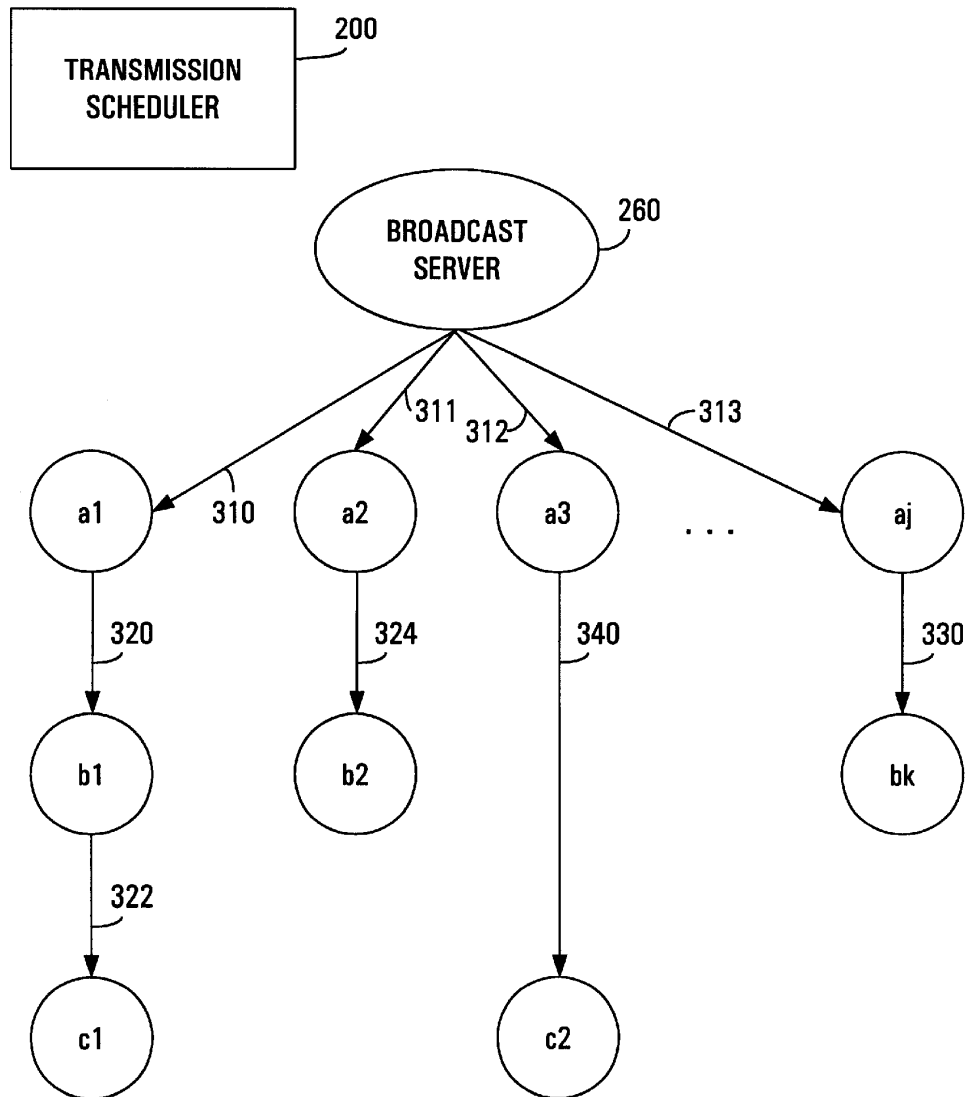 200
TRANSMISSION
SCHEDULER
260
BROADCAST
SERVER
311
312
313
310
a1
a2
a3
. . .
aj
320
324
340
330
b1
b2
bk
322
c1
c2